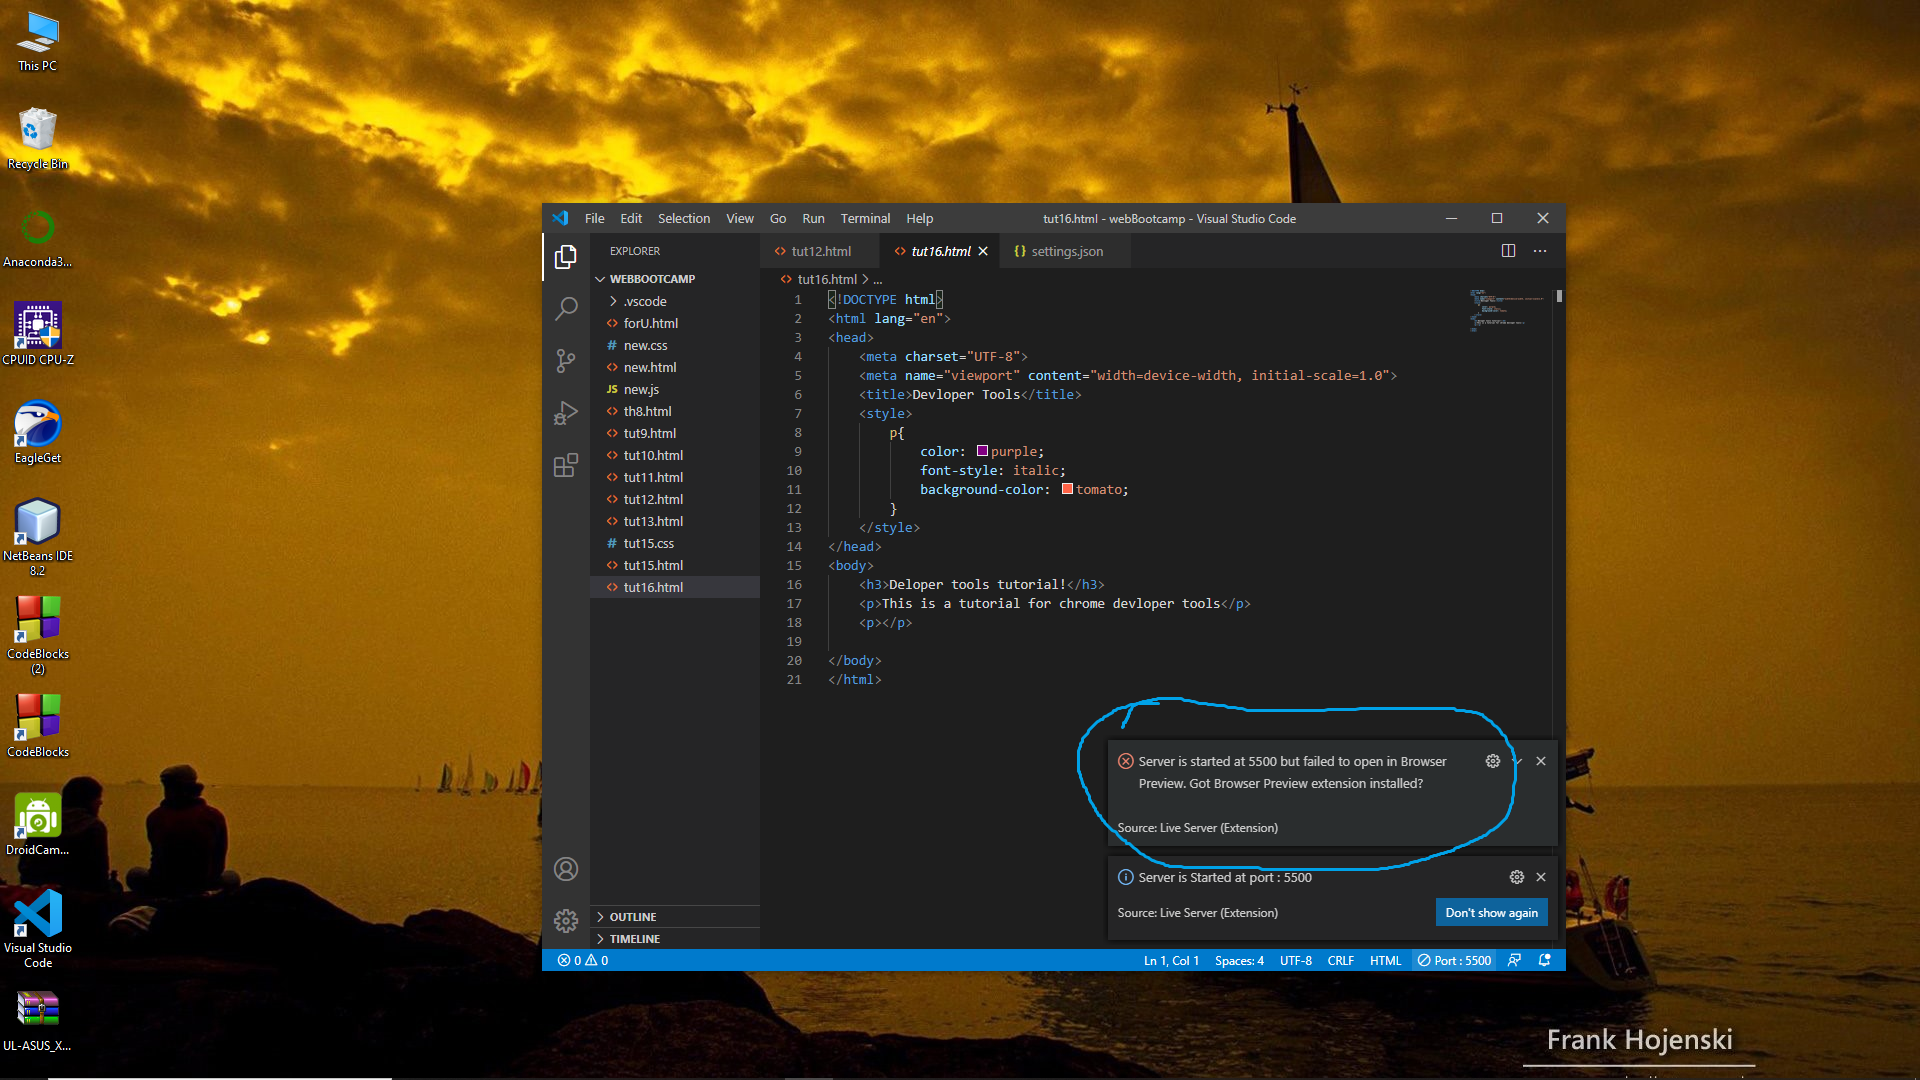 This PC
Recycle Bin
Anaconda3...
CPUID CPU-Z
EagleGet
NetBeans IDE
8.2
CodeBlocks
(2)
CodeBlocks
DroidCam...
Visual Studio
Code
UL-ASUS_X...
File Edit Selection View Go Run Terminal Help
tut16.html - webBootcamp - Visual Studio Code
EXPLORER
WEBBOOTCAMP
.vscode
forU.html
# new.css
new.html
JS new.js
th8.html
tut9.html
tut10.html
tut11.html
tut12.html
tut13.html
# tut15.css
tut15.html
tut16.html
OUTLINE
TIMELINE
<> tut12.html <> tut16.html {} settings.json
<> tut16.html > ...
1 <!DOCTYPE html>
2 <html lang="en">
3 <head>
4 <meta charset="UTF-8">
5 <meta name="viewport" content="width=device-width, initial-scale=1.0">
6 <title>Devloper Tools</title>
7 <style>
8 p{
9 color: purple;
10 font-style: italic;
11 background-color: tomato;
12 }
13 </style>
14 </head>
15 <body>
16 <h3>Deloper tools tutorial!</h3>
17 <p>This is a tutorial for chrome devloper tools</p>
18 <p></p>
19
20 </body>
21 </html>
Server is started at 5500 but failed to open in Browser
Preview. Got Browser Preview extension installed?
Source: Live Server (Extension)
Server is Started at port : 5500
Source: Live Server (Extension)
Don't show again
0 0
Ln 1, Col 1 Spaces: 4 UTF-8 CRLF HTML Port : 5500
Frank Hojenski